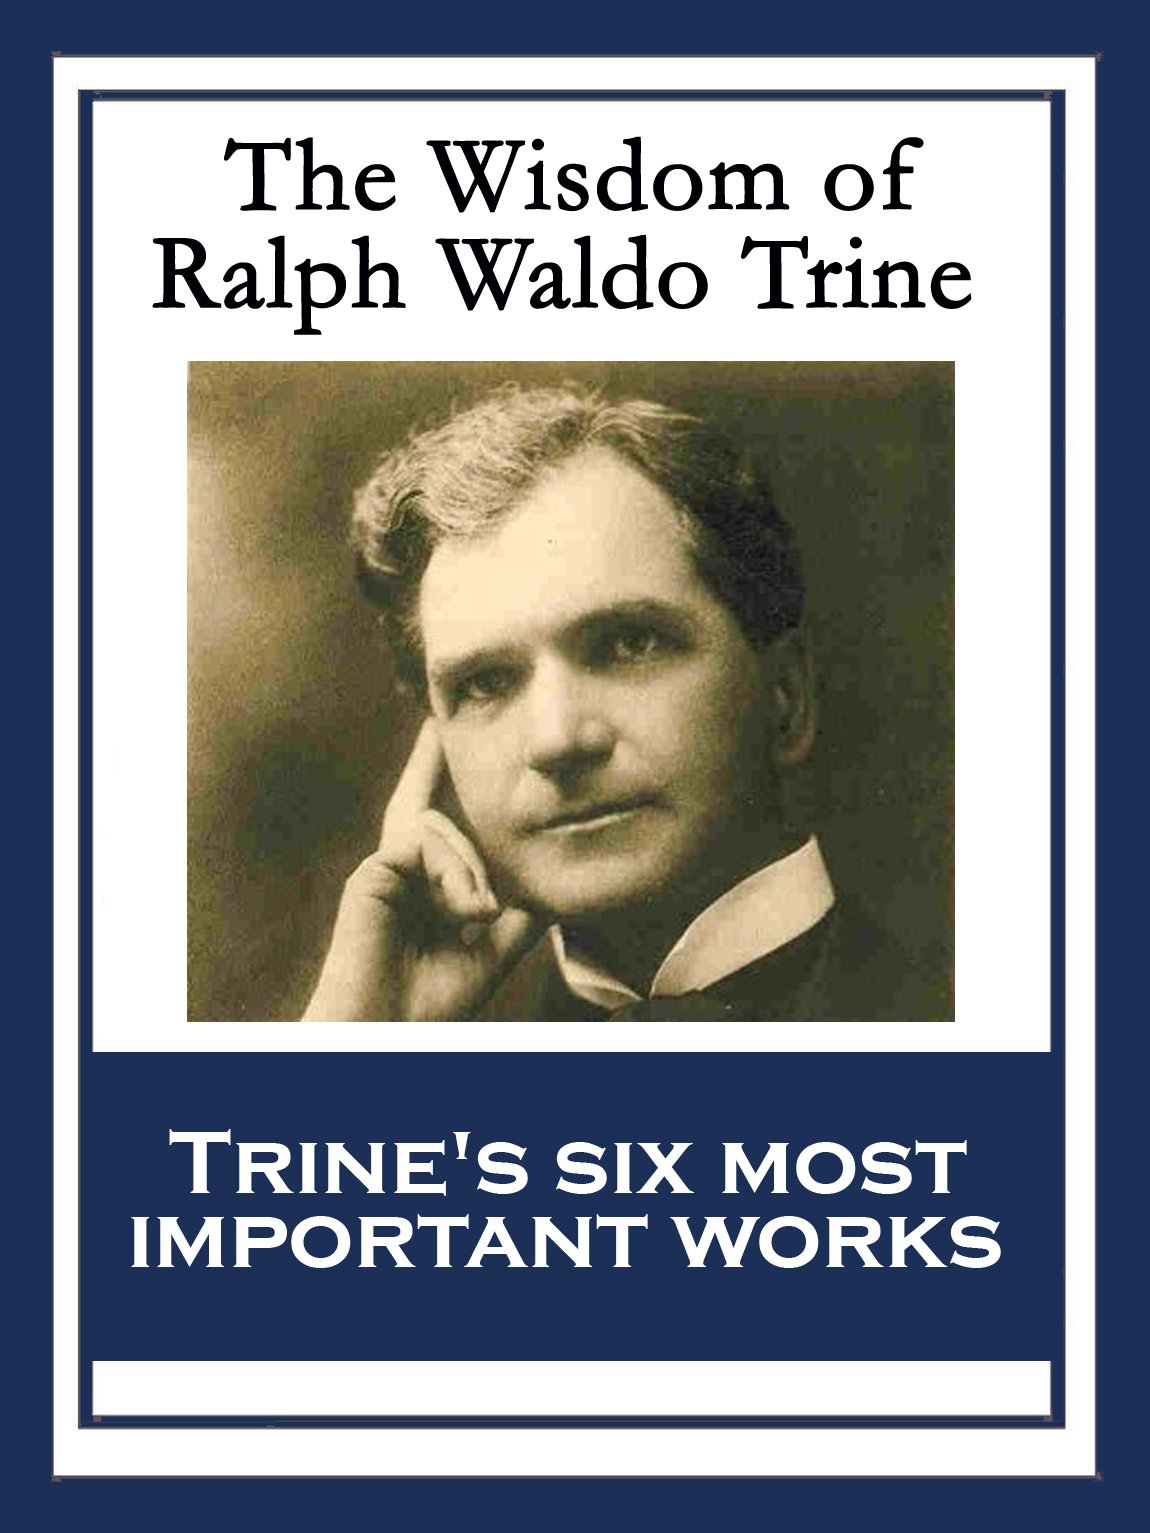 The Wisdom of
Ralph Waldo Trine
Trine's six most
important works